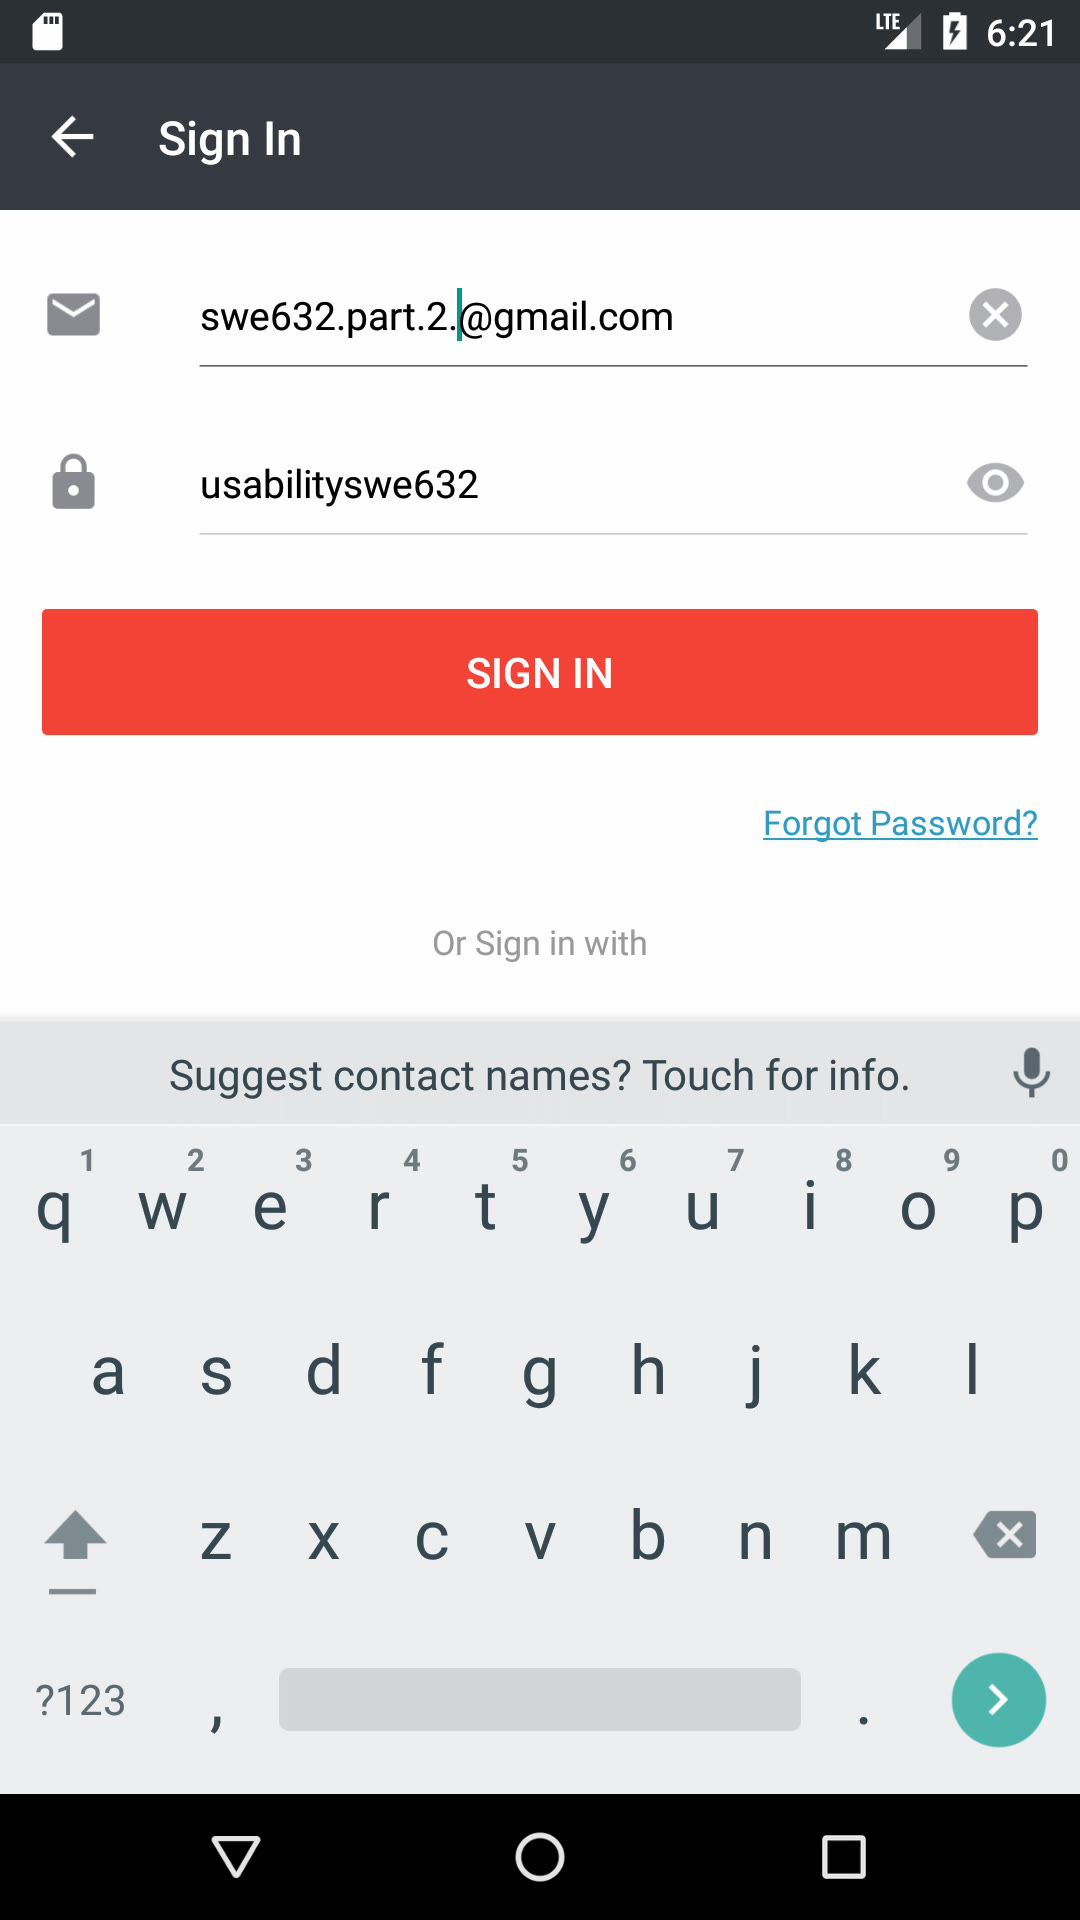 LTE 6:21
Sign In
swe632.part.2.@gmail.com
usabilityswe632
SIGN IN
Forgot Password?
Or Sign in with
Suggest contact names? Touch for info.
1 2 3 4 5 6 7 8 9 0
q w e r t y u i o p
a s d f g h j k l
z x c v b n m
?123 , .